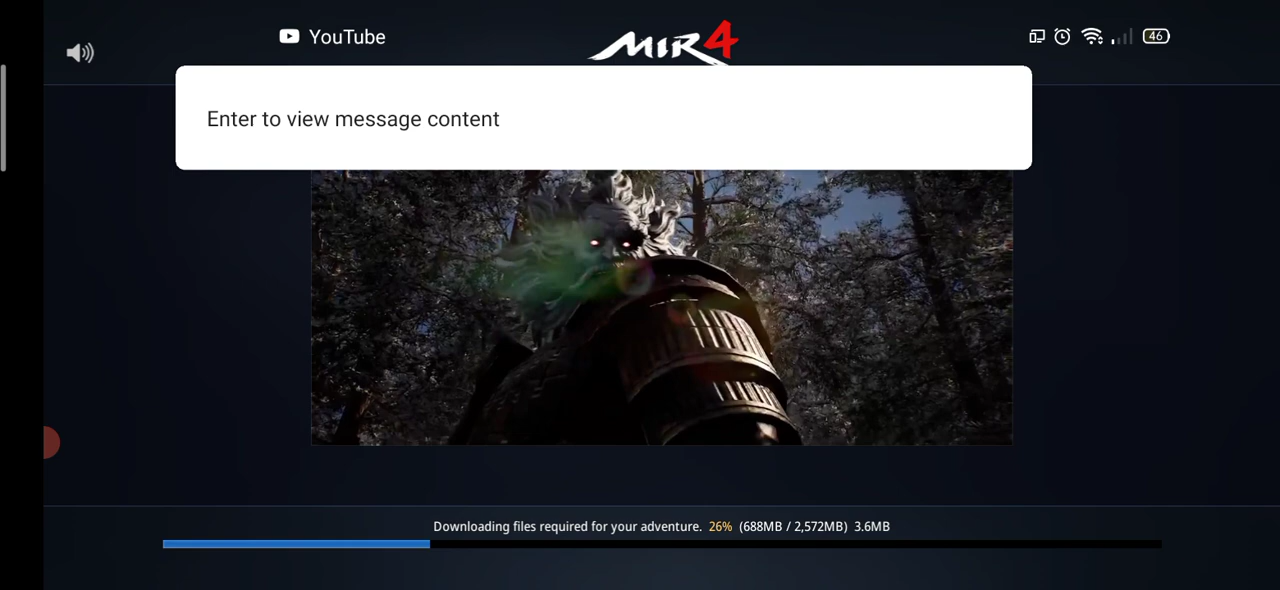 YouTube
MIR4
46
Enter to view message content
Downloading files required for your adventure. 26% (688MB / 2,572MB) 3.6MB